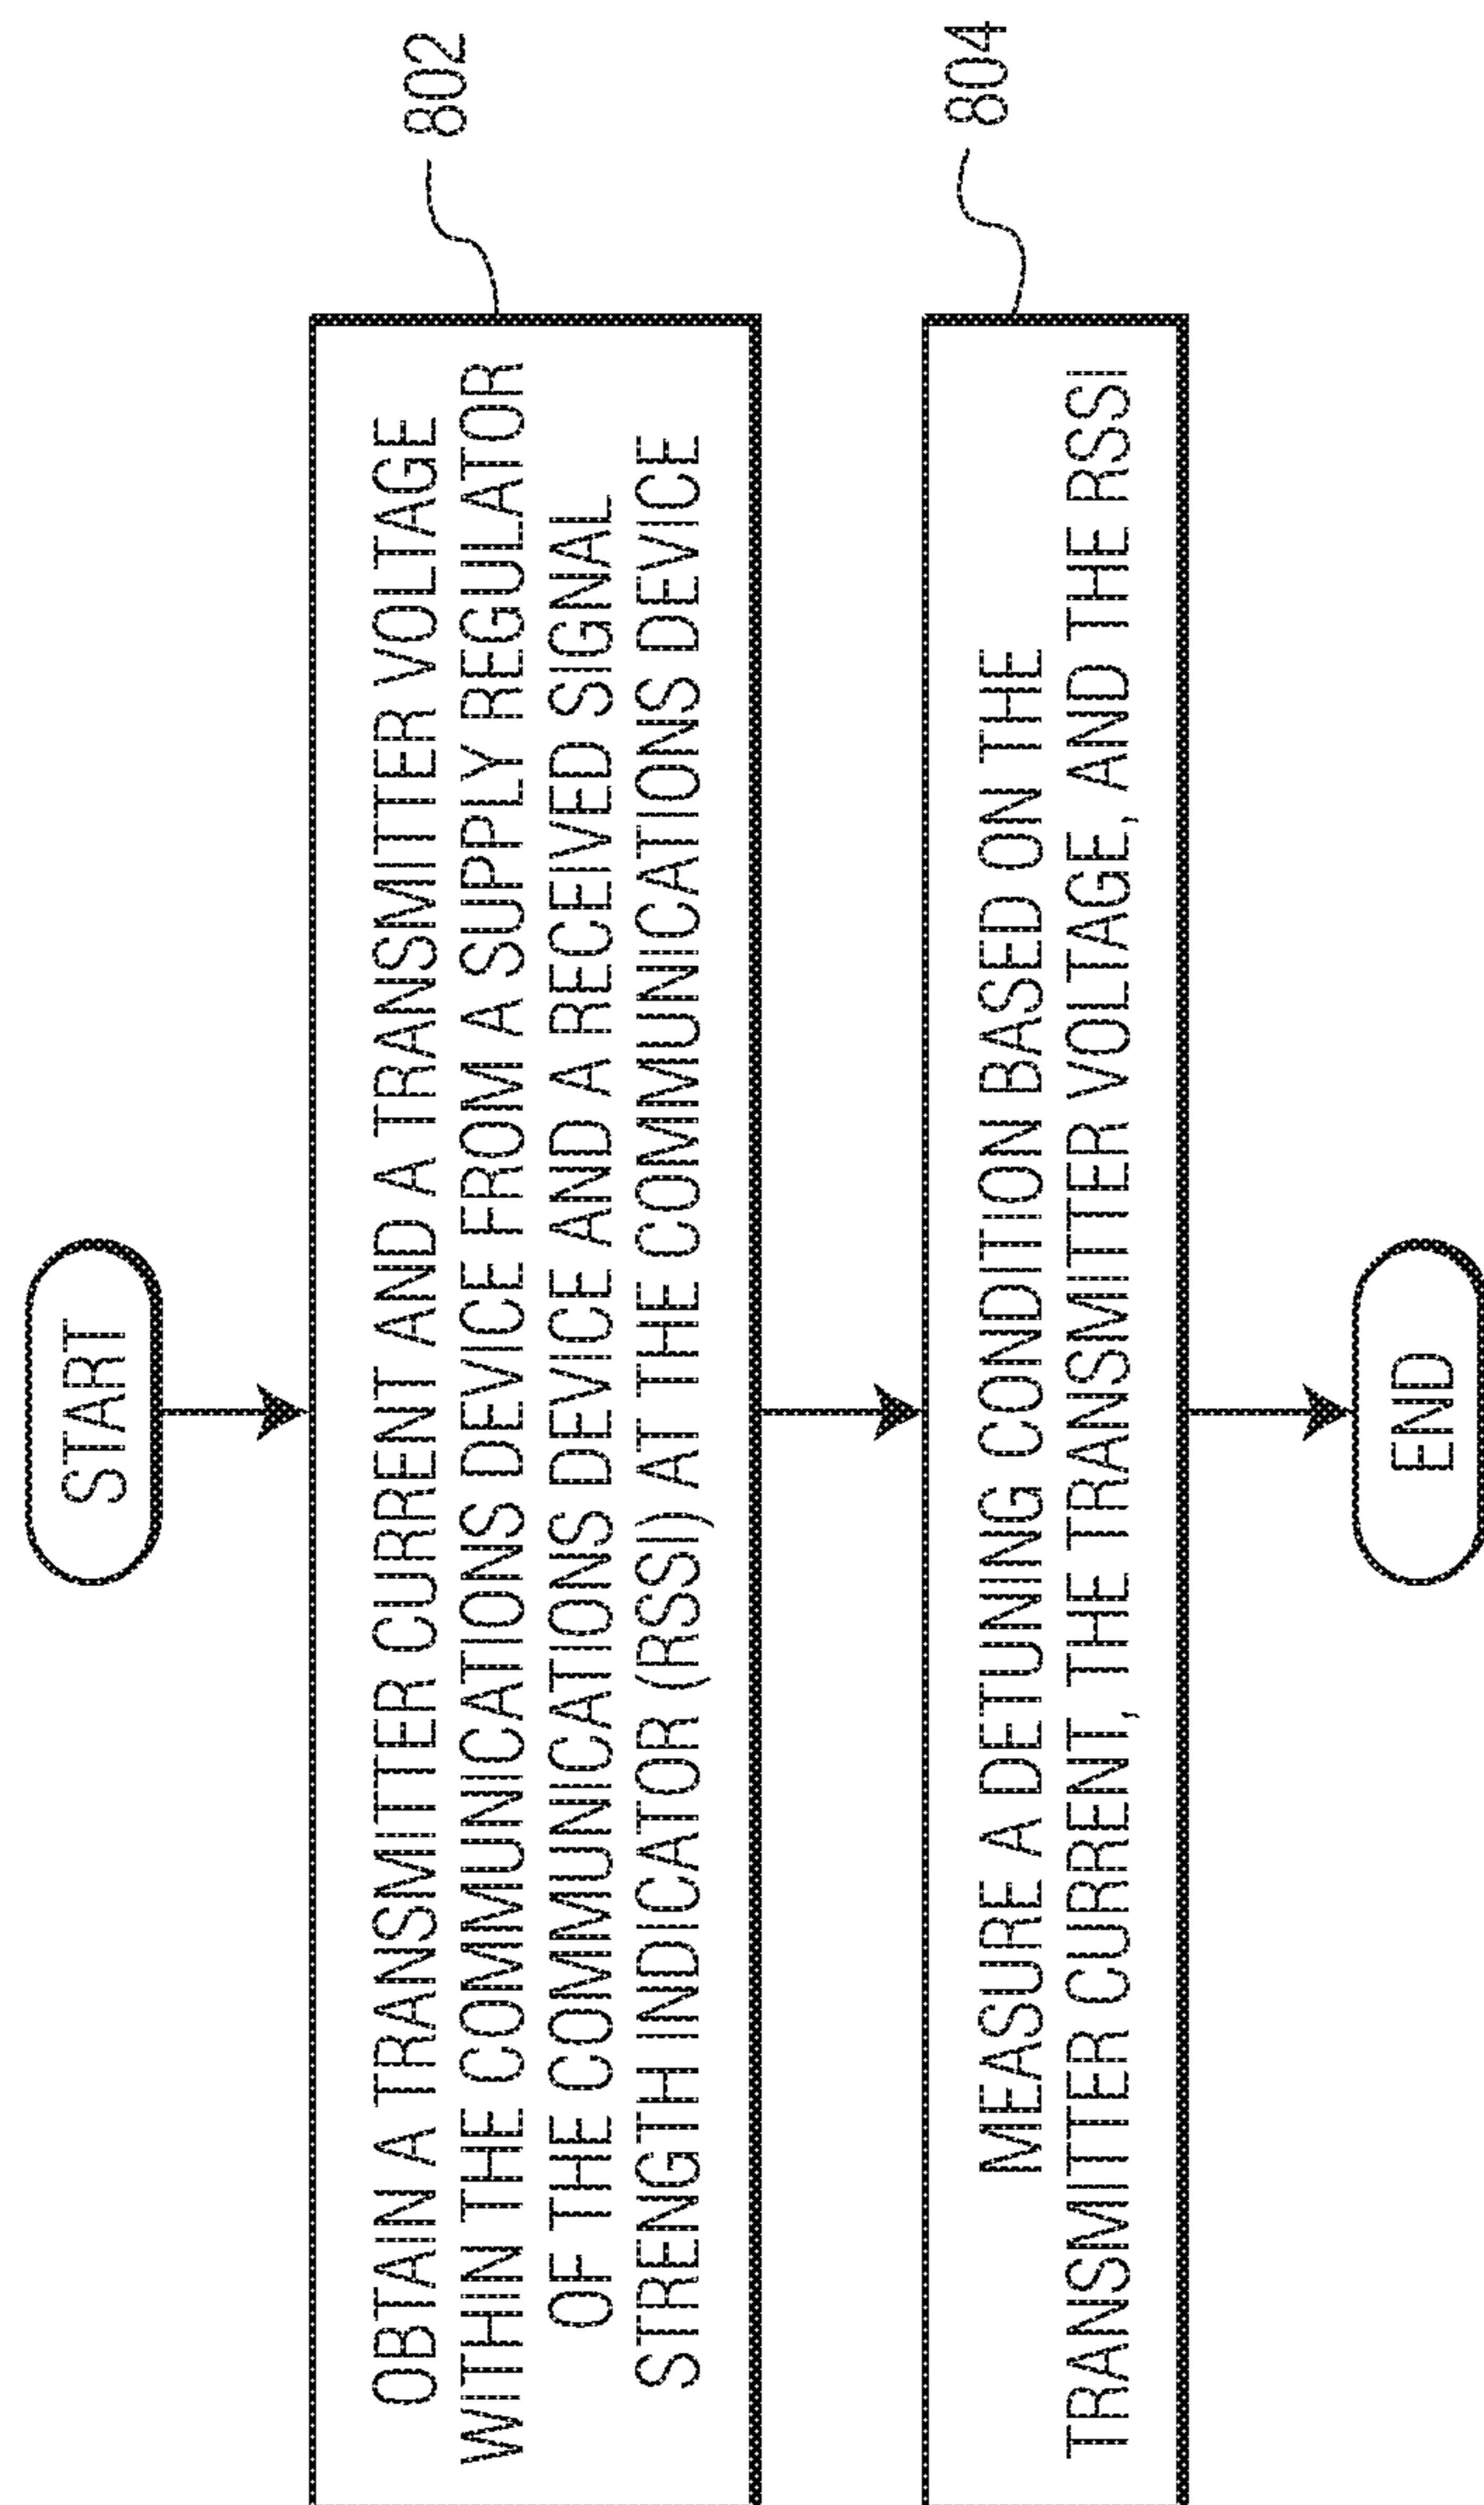 START
OBTAIN A TRANSMITTER CURRENT AND A TRANSMITTER VOLTAGE
WITHIN THE COMMUNICATIONS DEVICE FROM A SUPPLY REGULATOR
OF THE COMMUNICATIONS DEVICE AND A RECEIVED SIGNAL
STRENGTH INDICATOR (RSSI) AT THE COMMUNICATIONS DEVICE
802
MEASURE A DETUNING CONDITION BASED ON THE
TRANSMITTER CURRENT, THE TRANSMITTER VOLTAGE, AND THE RSSI
804
END